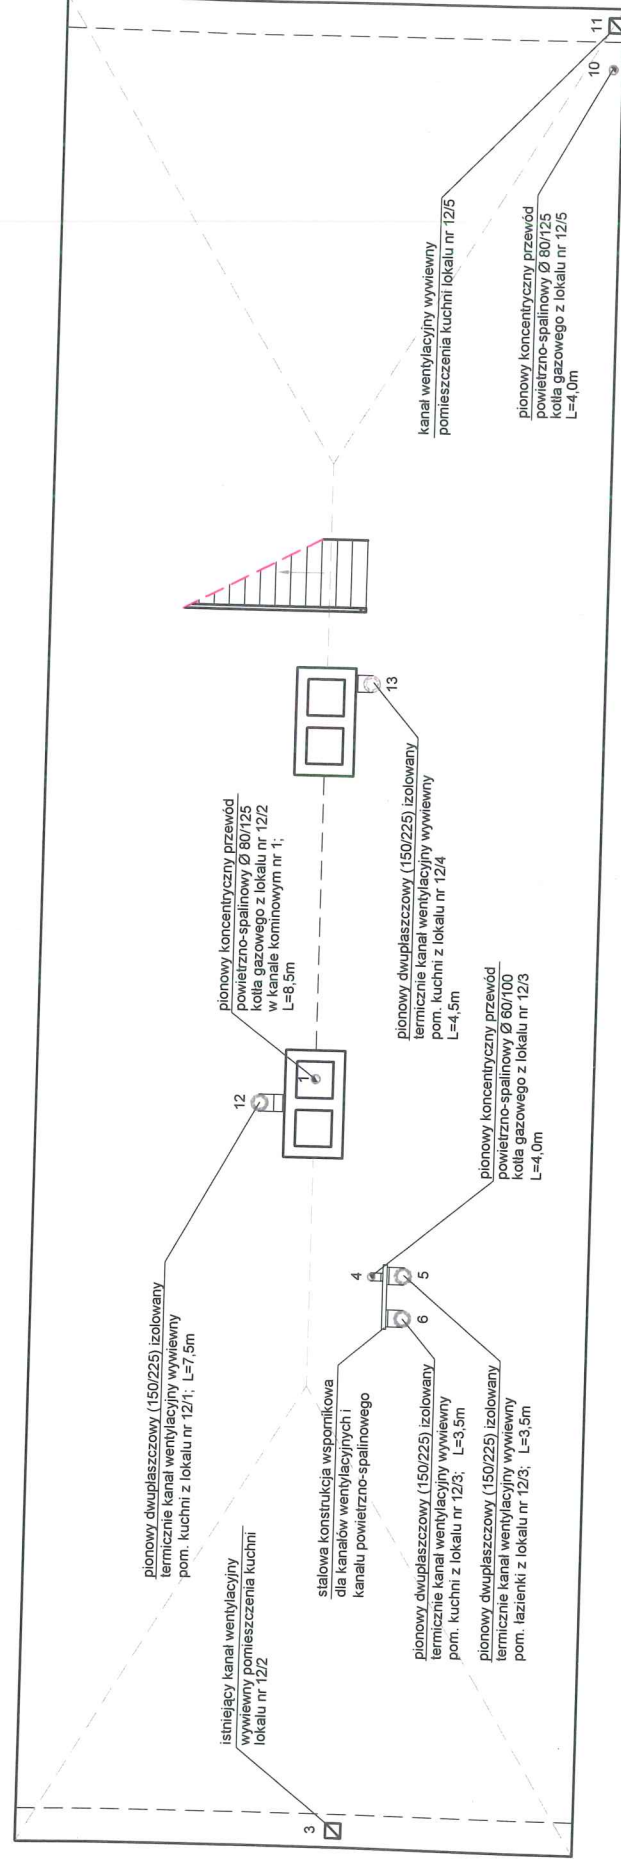 istniejący kanał wentylacyjny
wywiewny pomieszczenia kuchni
lokalu nr 12/2
3
pionowy dwupłaszczowy (150/225) izolowany
termicznie kanał wentylacyjny wywiewny
pom. kuchni z lokalu nr 12/1; L=7,5m
12
stalowa konstrukcja wspornikowa
dla kanałów wentylacyjnych i
kanału powietrzno-spalinowego
pionowy dwupłaszczowy (150/225) izolowany
termicznie kanał wentylacyjny wywiewny
pom. kuchni z lokalu nr 12/3; L=3,5m
pionowy dwupłaszczowy (150/225) izolowany
termicznie kanał wentylacyjny wywiewny
pom. łazienki z lokalu nr 12/3; L=3,5m
4
6
5
pionowy koncentryczny przewód
powietrzno-spalinowy Ø 60/100
kotła gazowego z lokalu nr 12/3
L=4,0m
1
pionowy koncentryczny przewód
powietrzno-spalinowy Ø 80/125
kotła gazowego z lokalu nr 12/2
w kanale kominowym nr 1;
L=8,5m
pionowy dwupłaszczowy (150/225) izolowany
termicznie kanał wentylacyjny wywiewny
pom. kuchni z lokalu nr 12/4
L=4,5m
13
kanał wentylacyjny wywiewny
pomieszczenia kuchni lokalu nr 12/5
pionowy koncentryczny przewód
powietrzno-spalinowy Ø 80/125
kotła gazowego z lokalu nr 12/5
L=4,0m
10
11